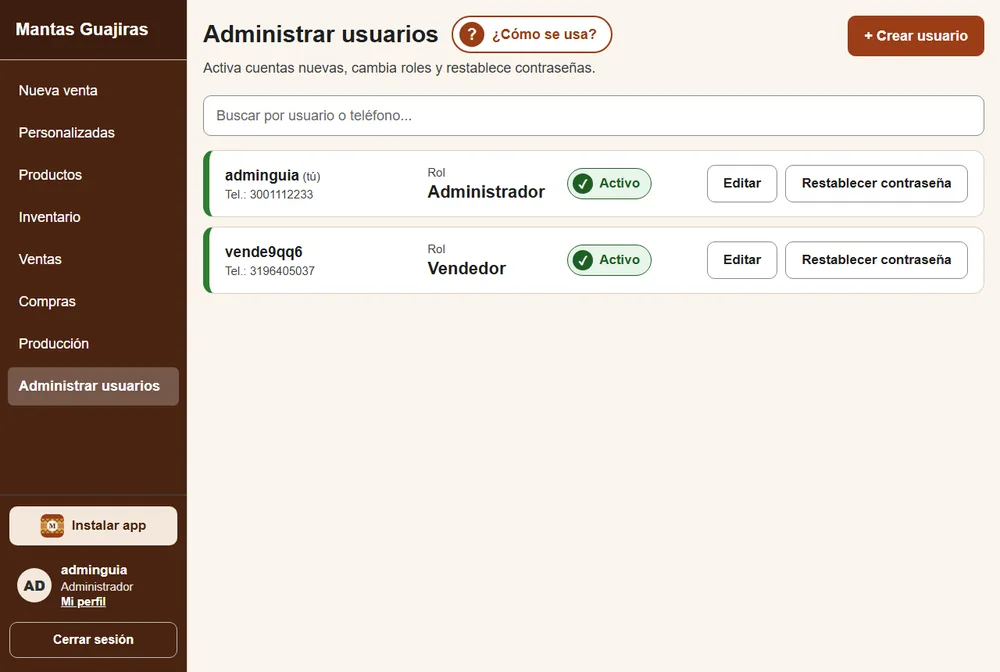 Mantas Guajiras
Nueva venta
Personalizadas
Productos
Inventario
Ventas
Compras
Producción
Administrar usuarios
M
Instalar app
AD
adminguia
Administrador
Mi perfil
Cerrar sesión
Administrar usuarios
? ¿Cómo se usa?
+ Crear usuario
Activa cuentas nuevas, cambia roles y restablece contraseñas.
Buscar por usuario o teléfono...
adminguia (tú)
Tel.: 3001112233
Rol
Administrador
Activo
Editar
Restablecer contraseña
vende9qq6
Tel.: 3196405037
Rol
Vendedor
Activo
Editar
Restablecer contraseña